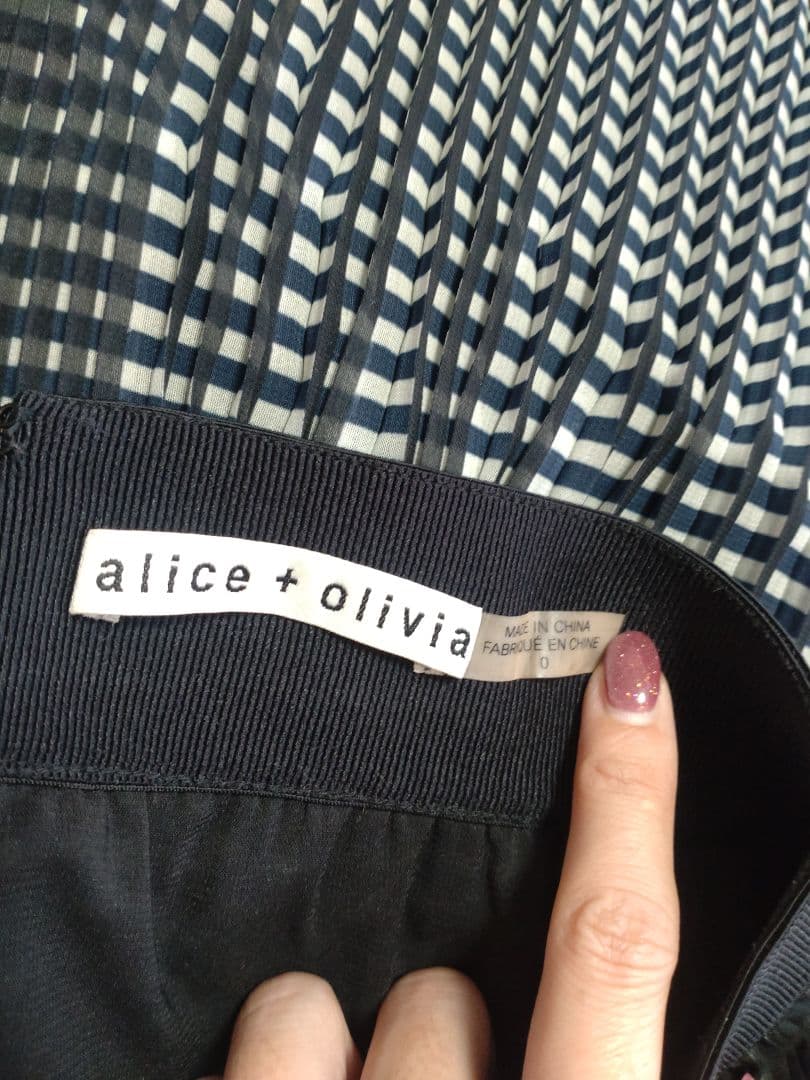 alice + olivia
MADE IN CHINA
FABRIQUÉ EN CHINE
0